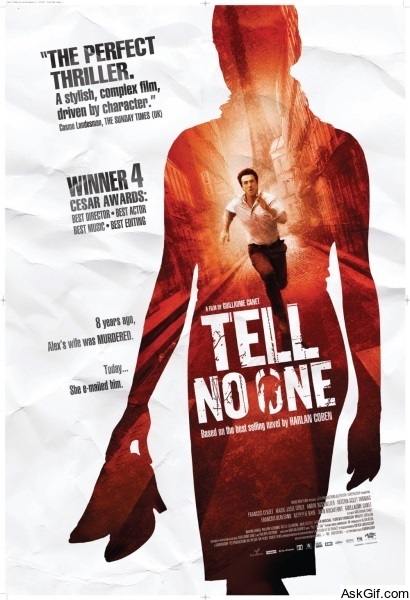 "THE PERFECT
THRILLER.
A stylish, complex film,
driven by character."
Cosmo Landesman, THE SUNDAY TIMES (UK)
WINNER 4
CESAR AWARDS:
BEST DIRECTOR • BEST ACTOR
BEST MUSIC • BEST EDITING
A FILM BY GUILLAUME CANET
8 years ago,
Alex's wife was MURDERED.
Today...
She e-mailed him.
TELL
NO ONE
Based on the best selling novel by HARLAN COBEN
AskGif.com